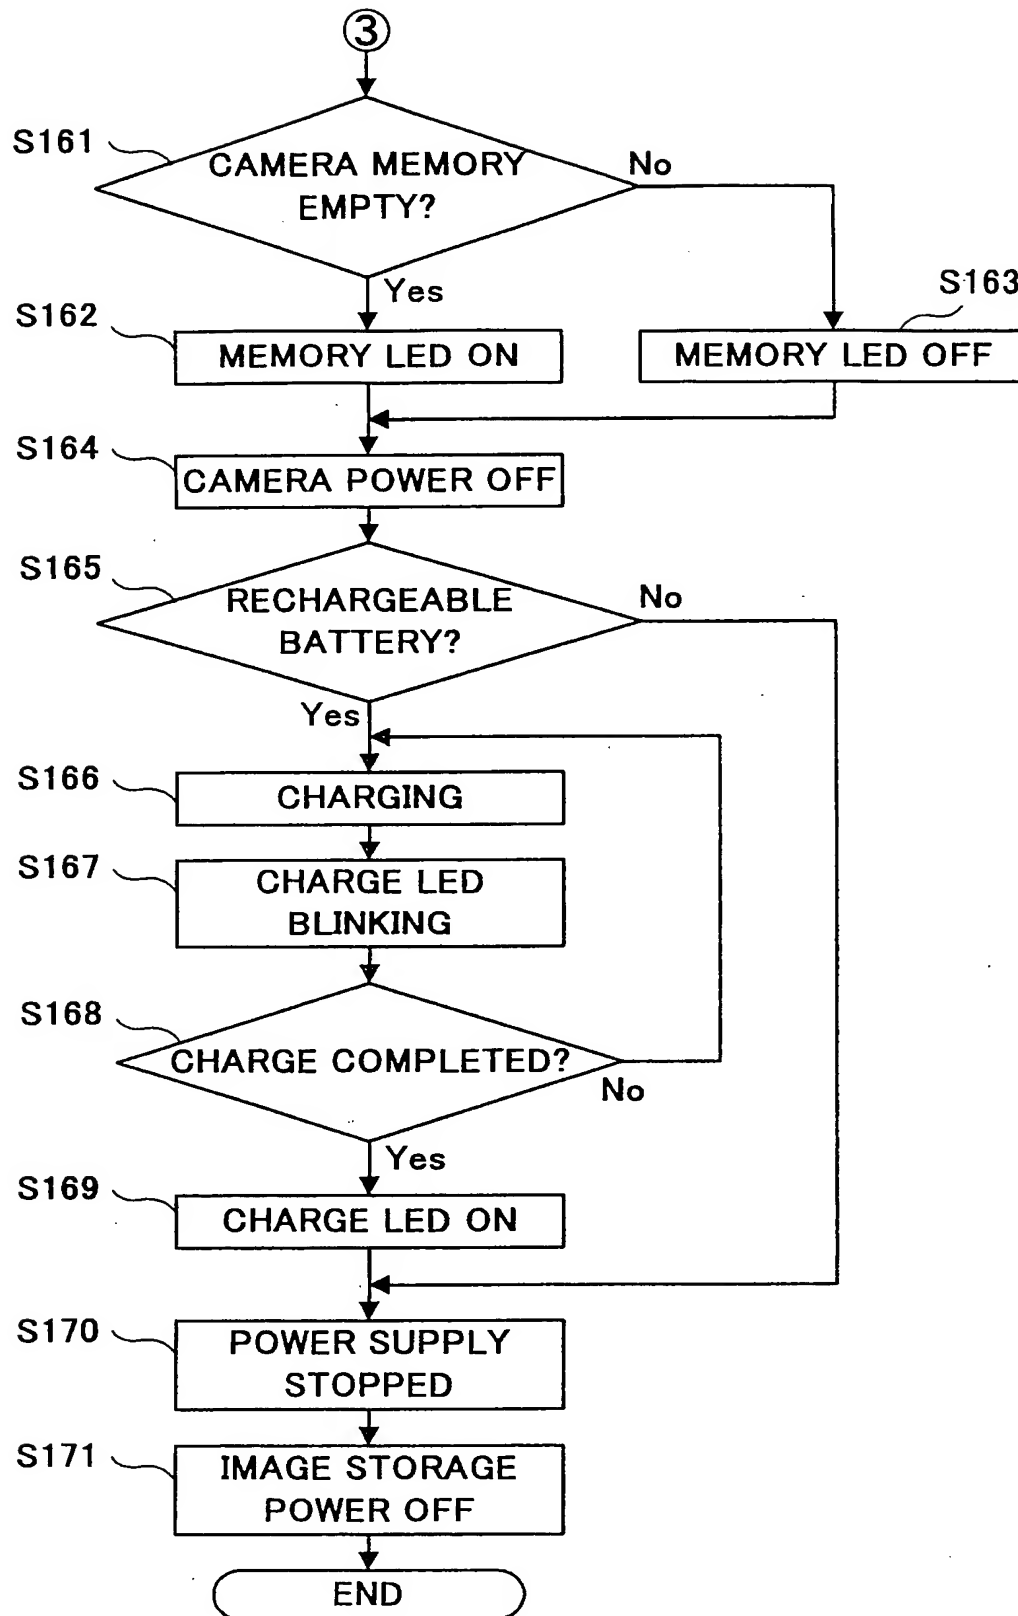 ③
S161
CAMERA MEMORY
EMPTY?
No
Yes
S162
MEMORY LED ON
S163
MEMORY LED OFF
S164
CAMERA POWER OFF
S165
RECHARGEABLE
BATTERY?
No
Yes
S166
CHARGING
S167
CHARGE LED
BLINKING
S168
CHARGE COMPLETED?
No
Yes
S169
CHARGE LED ON
S170
POWER SUPPLY
STOPPED
S171
IMAGE STORAGE
POWER OFF
END